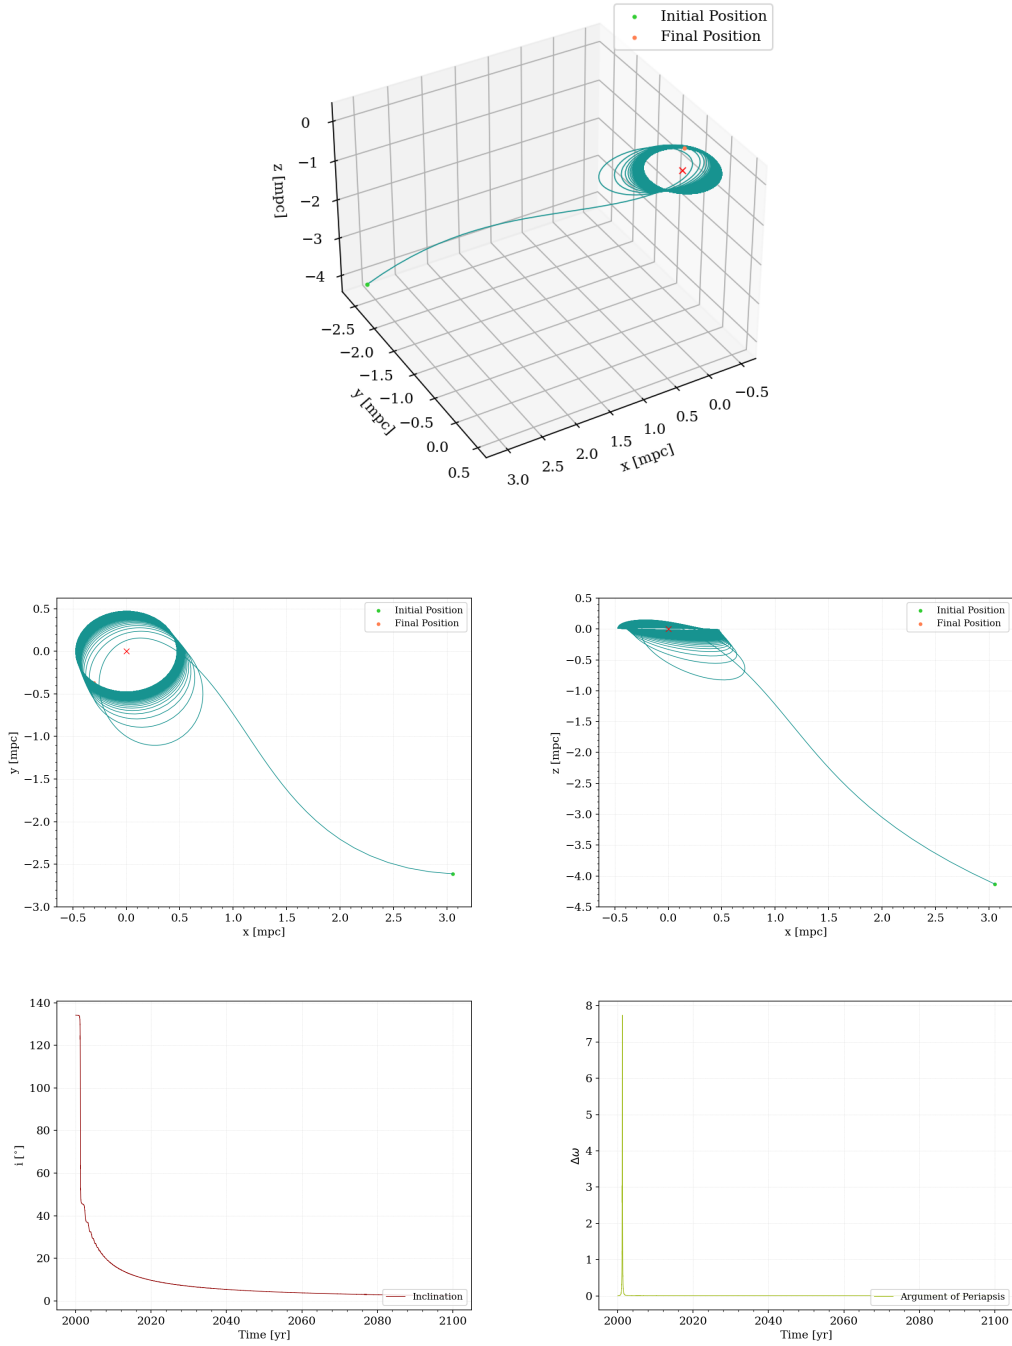 Initial Position
Final Position
0
−1
−2
−3
−4
z [mpc]
−2.5
−2.0
−1.5
−1.0
−0.5
0.0
0.5
y [mpc]
3.0
2.5
2.0
1.5
1.0
0.5
0.0
−0.5
x [mpc]
0.5
0.0
−0.5
−1.0
−1.5
−2.0
−2.5
−3.0
y [mpc]
Initial Position
Final Position
−0.5 0.0 0.5 1.0 1.5 2.0 2.5 3.0
x [mpc]
0.5
0.0
−0.5
−1.0
−1.5
−2.0
−2.5
−3.0
−3.5
−4.0
−4.5
z [mpc]
Initial Position
Final Position
−0.5 0.0 0.5 1.0 1.5 2.0 2.5 3.0
x [mpc]
140
120
100
80
60
40
20
0
i [°]
Inclination
2000 2020 2040 2060 2080 2100
Time [yr]
8
7
6
5
4
3
2
1
0
Δω
Argument of Periapsis
2000 2020 2040 2060 2080 2100
Time [yr]